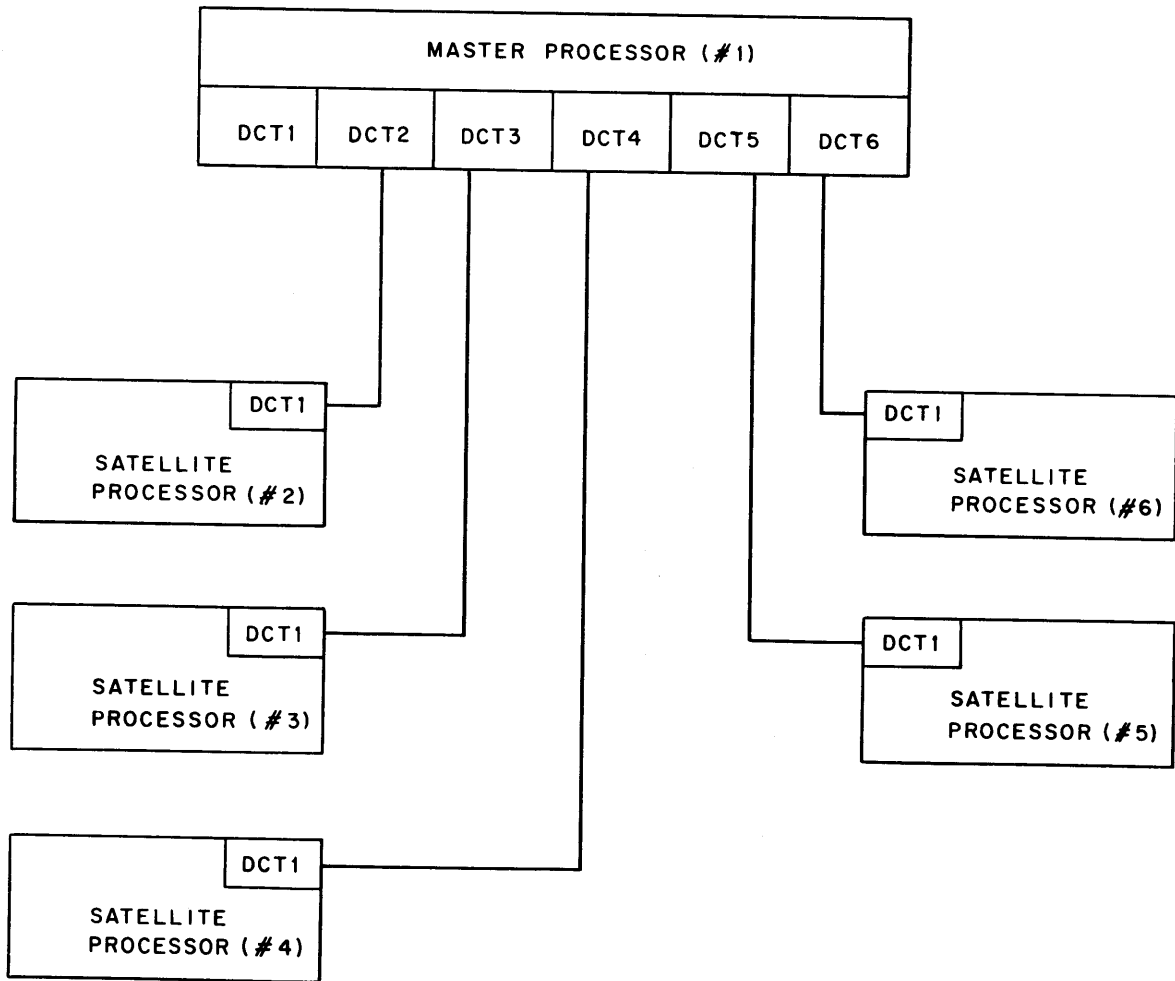 MASTER PROCESSOR (#1)
DCT1 DCT2 DCT3 DCT4 DCT5 DCT6
DCT1
SATELLITE
PROCESSOR (#2)
DCT1
SATELLITE
PROCESSOR (#6)
DCT1
SATELLITE
PROCESSOR (#3)
DCT1
SATELLITE
PROCESSOR (#5)
DCT1
SATELLITE
PROCESSOR (#4)